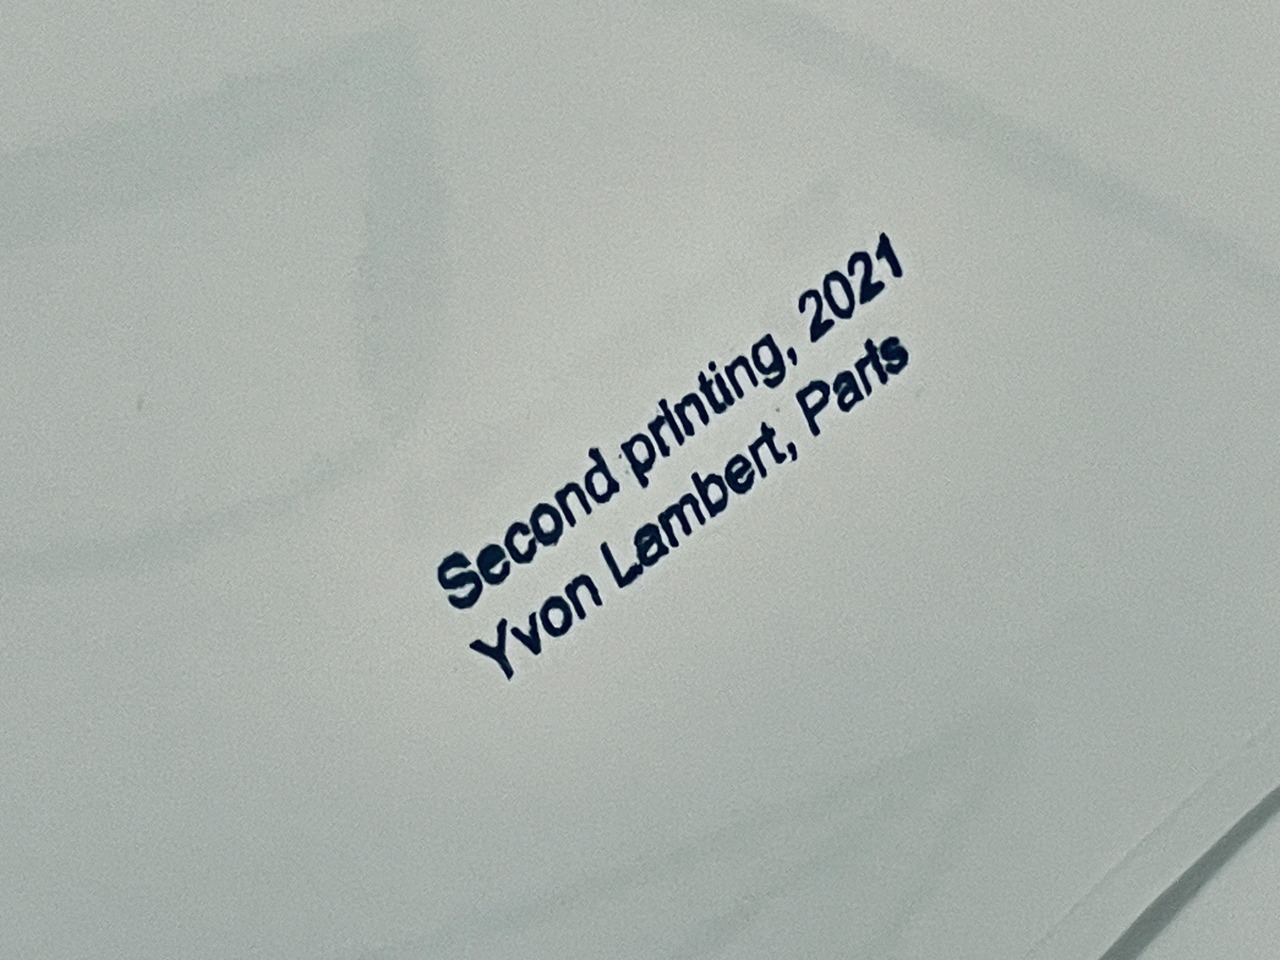 Second printing, 2021
Yvon Lambert, Paris